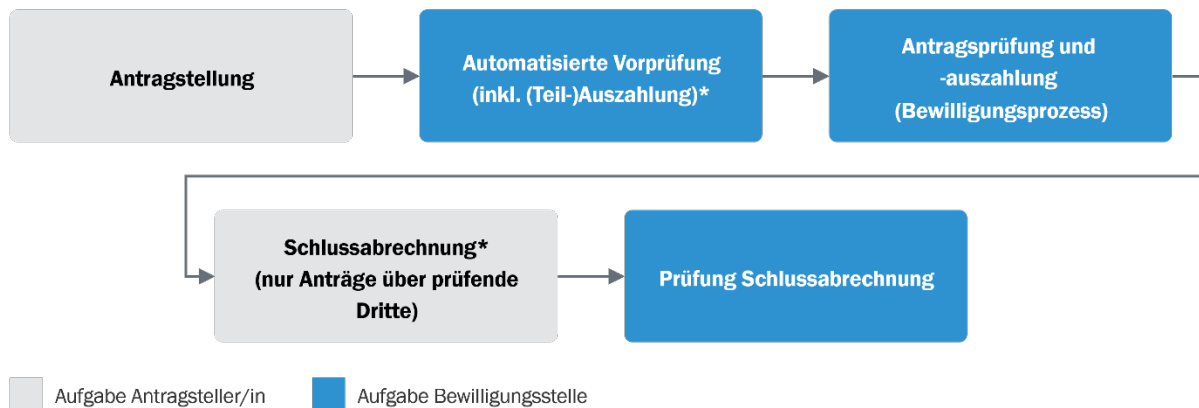 Antragstellung
Automatisierte Vorprüfung
(inkl. (Teil-)Auszahlung)*
Antragsprüfung und
-auszahlung
(Bewilligungsprozess)
Schlussabrechnung*
(nur Anträge über prüfende
Dritte)
Prüfung Schlussabrechnung
Aufgabe Antragsteller/in
Aufgabe Bewilligungsstelle